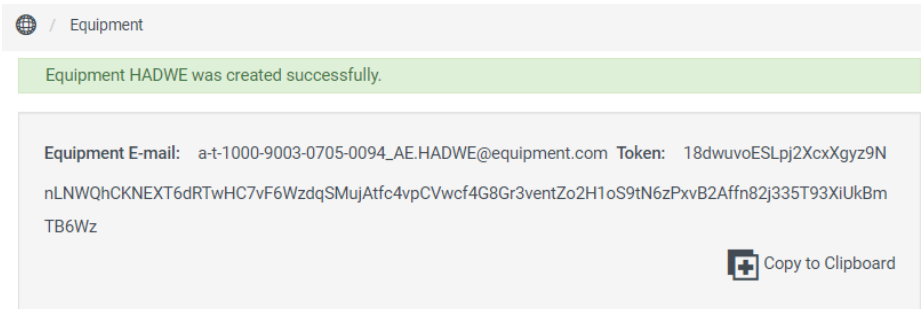 / Equipment
Equipment HADWE was created successfully.
Equipment E-mail: a-t-1000-9003-0705-0094_AE.HADWE@equipment.com Token: 18dwuvoESLpj2XcxXgyz9N
nLNWQhCKNEXT6dRTwHC7vF6WzdqSMujAtfc4vpCVwcf4G8Gr3ventZo2H1oS9tN6zPxvB2Affn82j335T93XiUkBm
TB6Wz
Copy to Clipboard